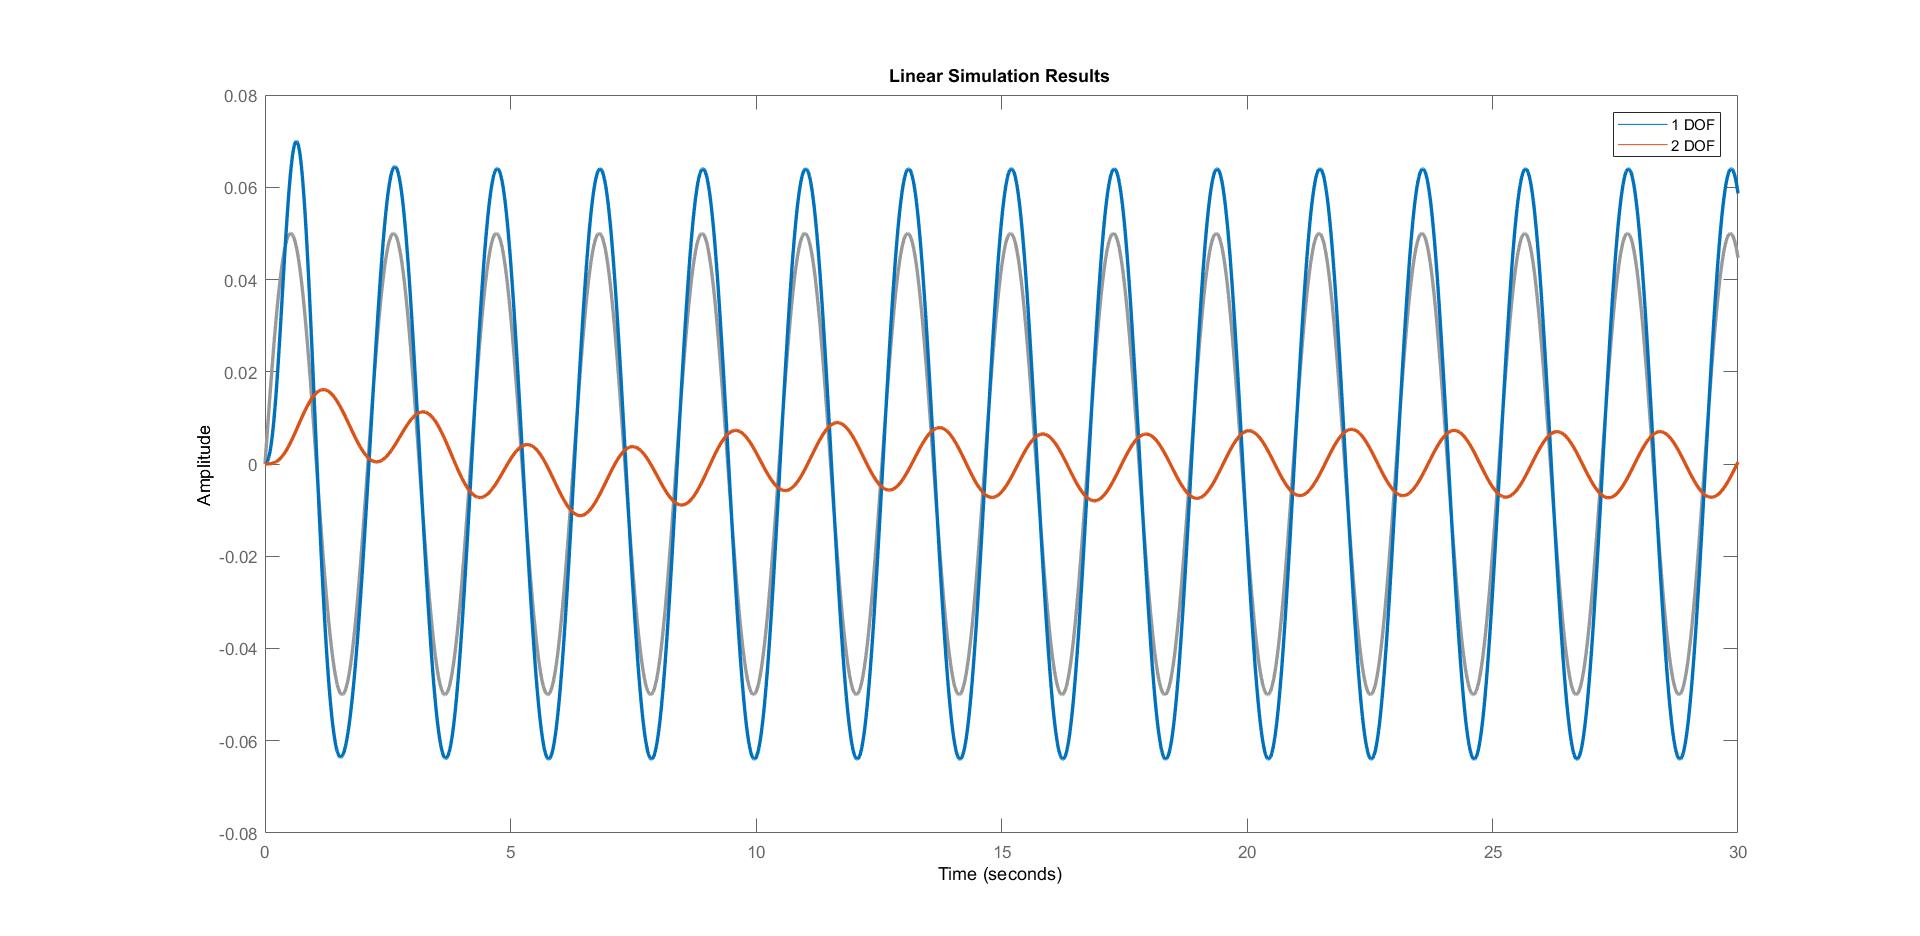 Linear Simulation Results
1 DOF
2 DOF
Amplitude
0.08
0.06
0.04
0.02
0
-0.02
-0.04
-0.06
-0.08
0 5 10 15 20 25 30
Time (seconds)